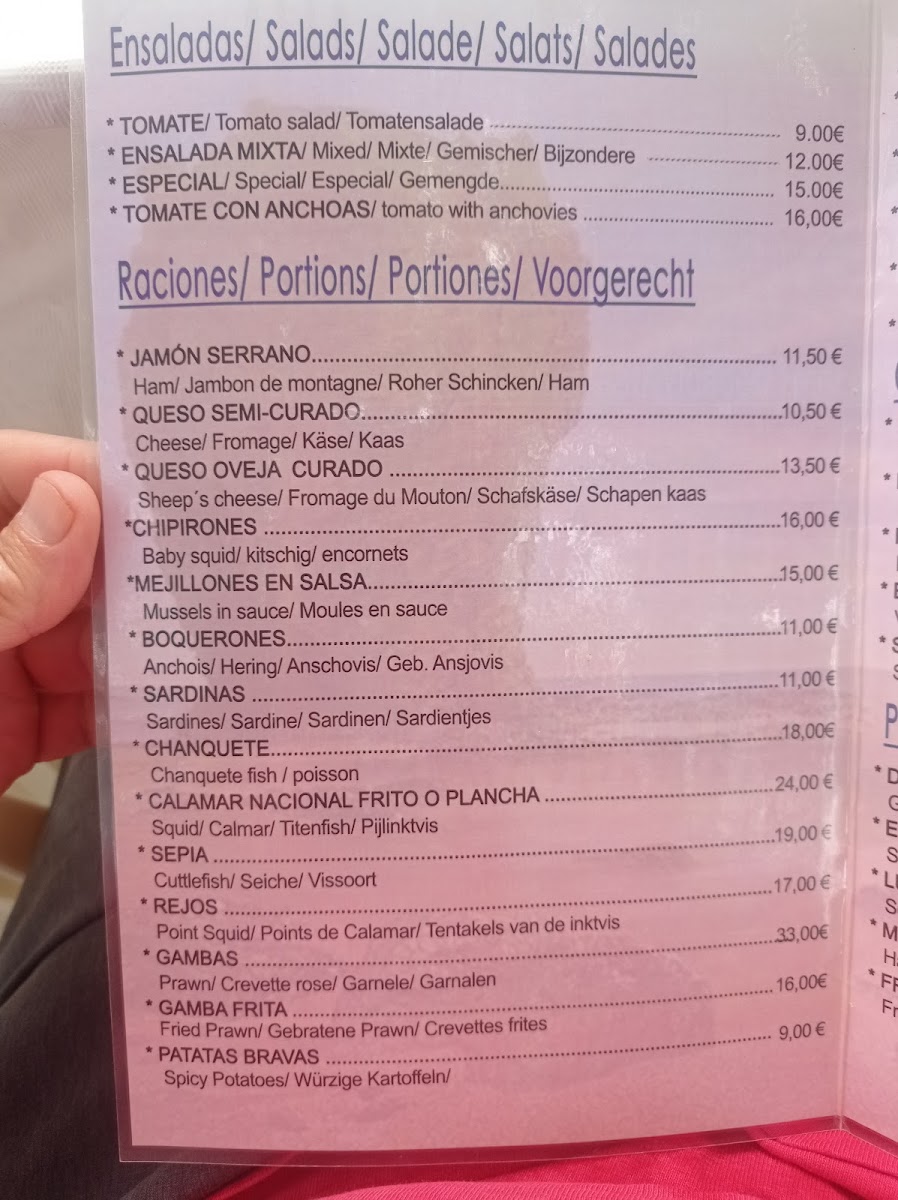 Ensaladas/ Salads/ Salade/ Salats/ Salades
* TOMATE/ Tomato salad/ Tomatensalade ---------- 9.00€
* ENSALADA MIXTA/ Mixed/ Mixte/ Gemischer/ Bijzondere ---------- 12.00€
* ESPECIAL/ Special/ Especial/ Gemengde.......... 15.00€
* TOMATE CON ANCHOAS/ tomato with anchovies .......... 16,00€
Raciones/ Portions/ Portiones/ Voorgerecht
* JAMÓN SERRANO.......... 11,50 €
Ham/ Jambon de montagne/ Roher Schincken/ Ham
* QUESO SEMI-CURADO..........10,50 €
Cheese/ Fromage/ Käse/ Kaas
* QUESO OVEJA CURADO ..........13,50 €
Sheep´s cheese/ Fromage du Mouton/ Schafskäse/ Schapen kaas
*CHIPIRONES ..........16,00 €
Baby squid/ kitschig/ encornets
*MEJILLONES EN SALSA..........15,00 €
Mussels in sauce/ Moules en sauce
* BOQUERONES..........11,00 €
Anchois/ Hering/ Anschovis/ Geb. Ansjovis
* SARDINAS ..........11,00 €
Sardines/ Sardine/ Sardinen/ Sardientjes
* CHANQUETE..........18,00€
Chanquete fish / poisson
* CALAMAR NACIONAL FRITO O PLANCHA ..........24,00 €
Squid/ Calmar/ Titenfish/ Pijlinktvis
* SEPIA ..........19,00 €
Cuttlefish/ Seiche/ Vissoort
* REJOS ..........17,00 €
Point Squid/ Points de Calamar/ Tentakels van de inktvis
* GAMBAS ..........33,00€
Prawn/ Crevette rose/ Garnele/ Garnalen
* GAMBA FRITA .......... 16,00€
Fried Prawn/ Gebratene Prawn/ Crevettes frites
* PATATAS BRAVAS .......... 9,00 €
Spicy Potatoes/ Würzige Kartoffeln/